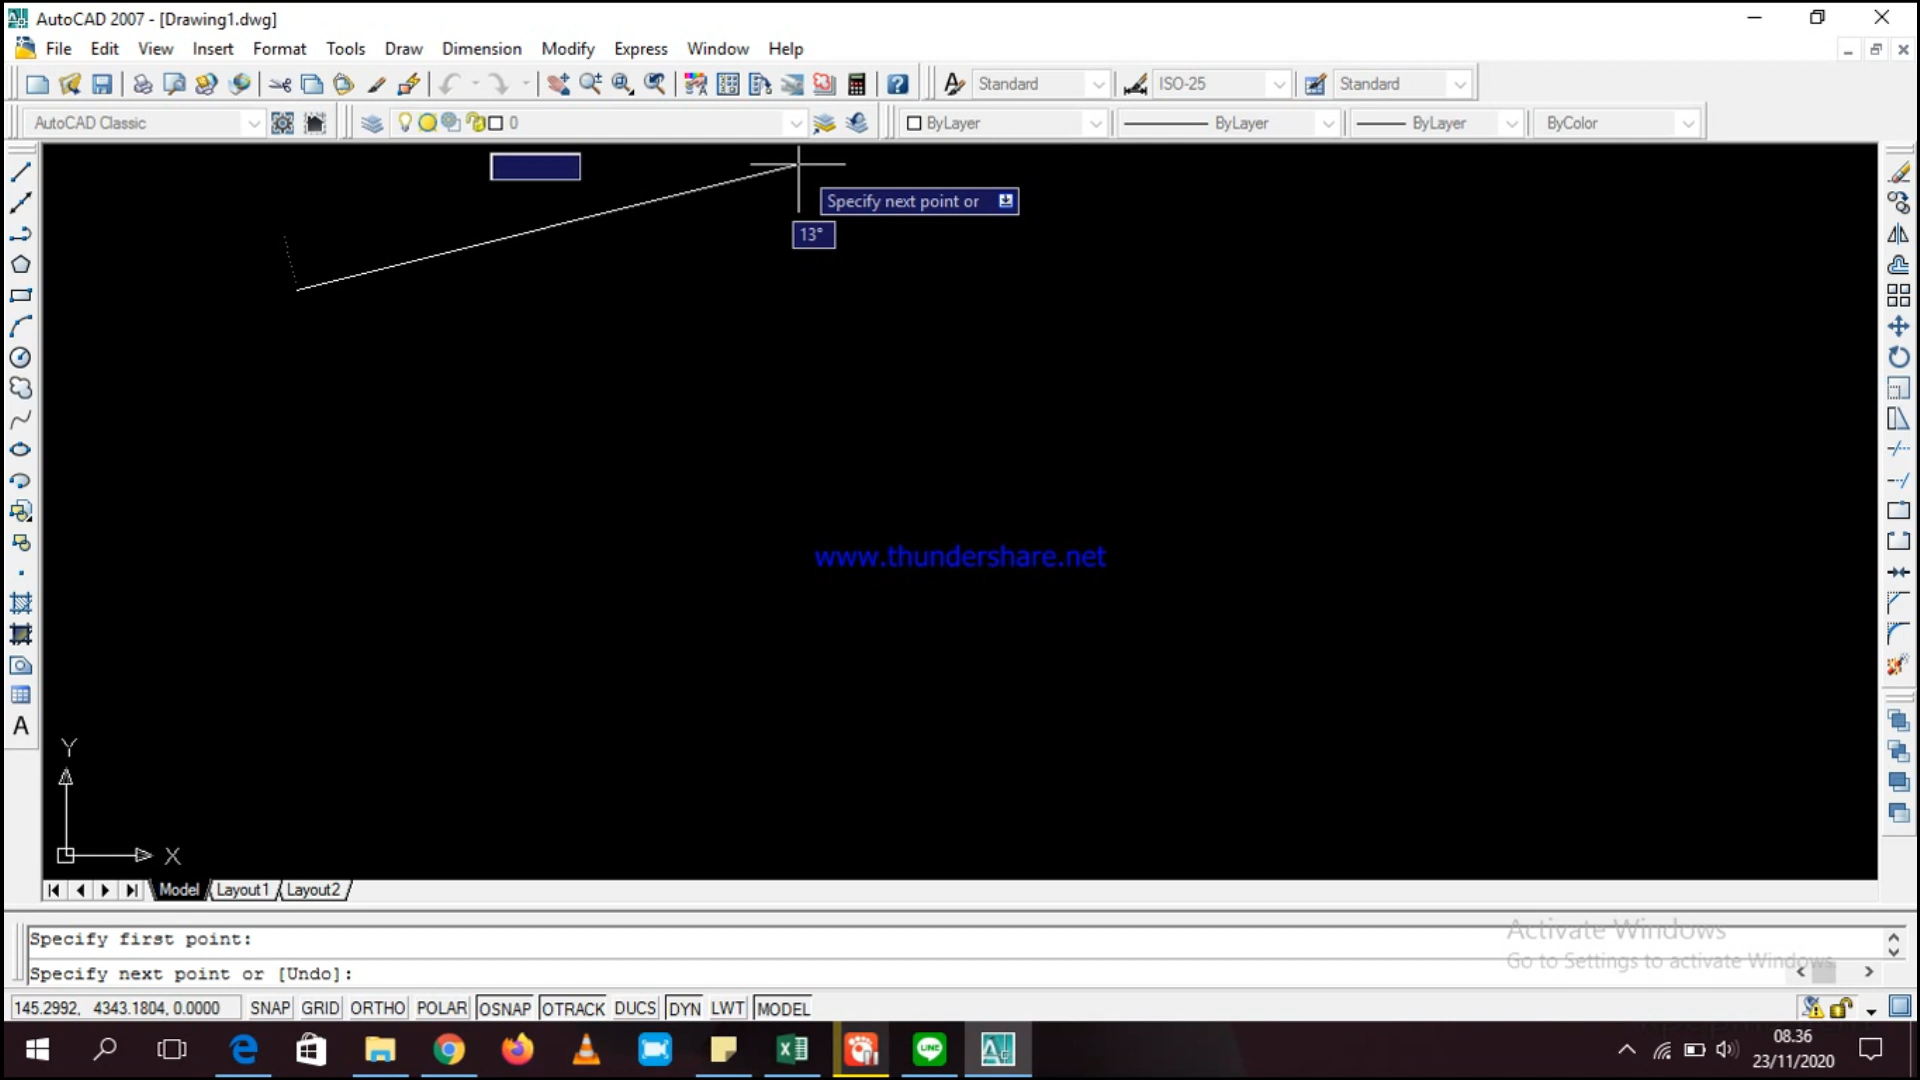 AutoCAD 2007 - [Drawing1.dwg]
File Edit View Insert Format Tools Draw Dimension Modify Express Window Help
Standard ISO-25 Standard
AutoCAD Classic 0 ByLayer ByLayer ByLayer ByColor
Specify next point or
13°
www.thundershare.net
A
Y
X
Model Layout1 Layout2
Specify first point:
Specify next point or [Undo]:
Activate Windows
Go to Settings to activate Windows.
145.2992, 4343.1804, 0.0000 SNAP GRID ORTHO POLAR OSNAP OTRACK DUCS DYN LWT MODEL
08.36
23/11/2020